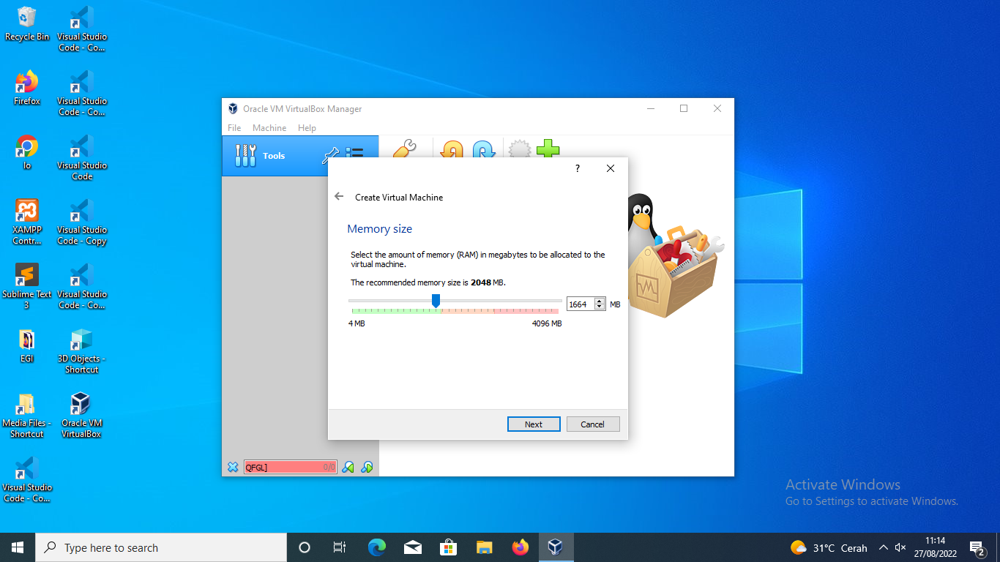 Recycle Bin
Visual Studio
Code - Co...
Firefox
Visual Studio
Code - Co...
lo
Visual Studio
Code
XAMPP
Contr...
Visual Studio
Code - Copy
Sublime Text
3
Visual Studio
Code - Co...
EGI
3D Objects -
Shortcut
Media Files -
Shortcut
Oracle VM
VirtualBox
Visual Studio
Code - Co...
Oracle VM VirtualBox Manager
File Machine Help
Tools
?
Create Virtual Machine
Memory size
Select the amount of memory (RAM) in megabytes to be allocated to the
virtual machine.
The recommended memory size is 2048 MB.
1664 MB
4 MB 4096 MB
Next Cancel
QFGL] 0/0
Activate Windows
Go to Settings to activate Windows.
Type here to search
31°C Cerah
11:14
27/08/2022
2